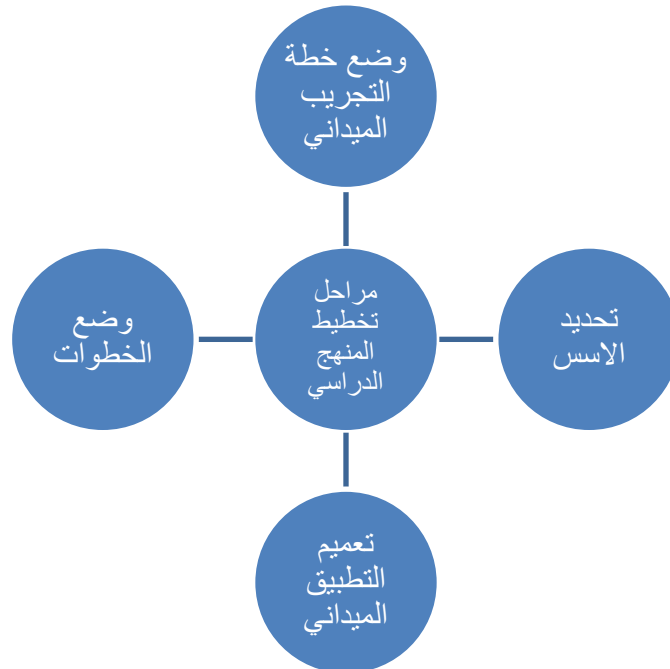 وضع خطة
التجريب
الميداني
مراحل
تخطيط
المنهج
الدراسي
تحديد
الاسس
وضع
الخطوات
تعميم
التطبيق
الميداني